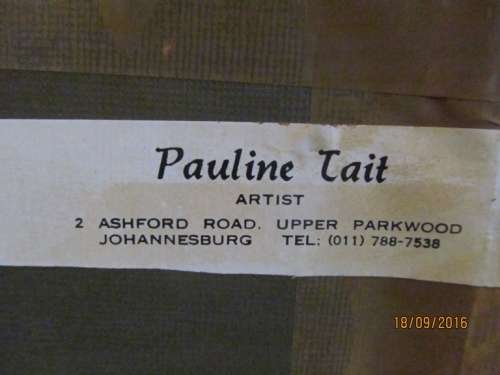 Pauline Tait
ARTIST
2 ASHFORD ROAD. UPPER PARKWOOD
JOHANNESBURG TEL: (011) 788-7538
18/09/2016